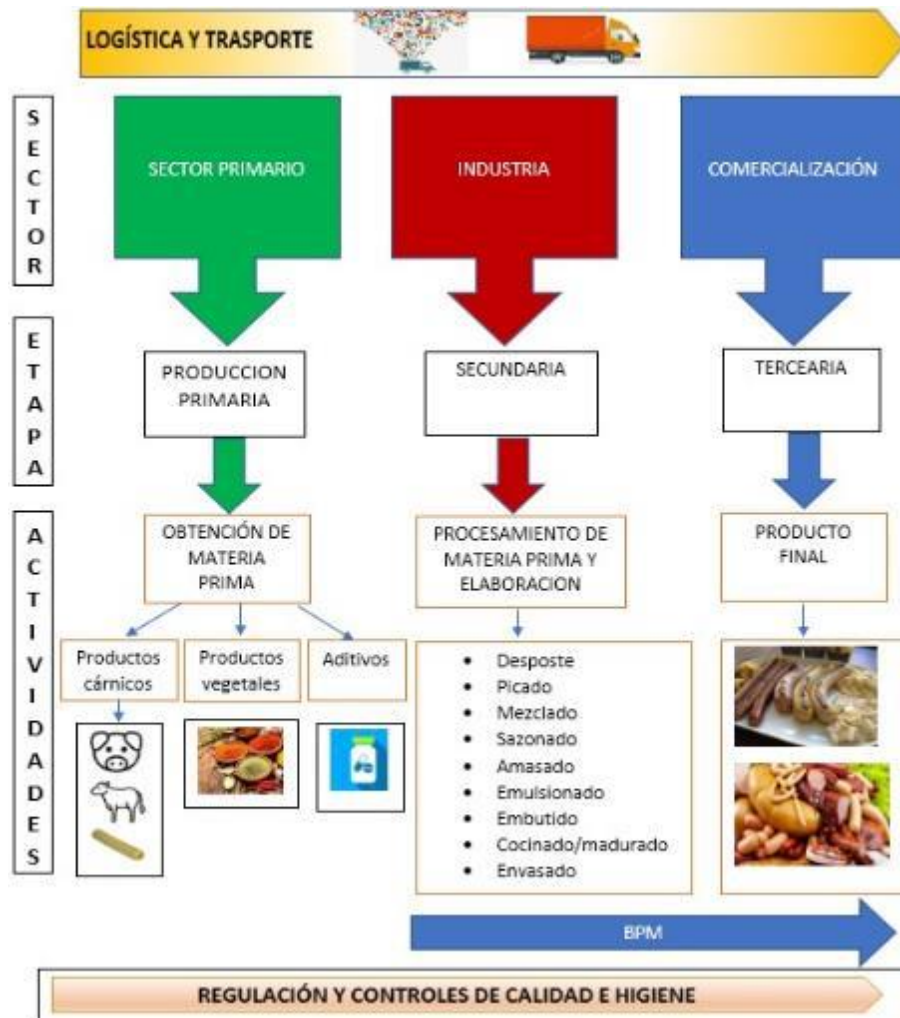 LOGÍSTICA Y TRASPORTE
SECTOR
SECTOR PRIMARIO
INDUSTRIA
COMERCIALIZACIÓN
ETAPA
PRODUCCION
PRIMARIA
SECUNDARIA
TERCEARIA
ACTIVIDADES
OBTENCIÓN DE
MATERIA
PRIMA
PROCESAMIENTO DE
MATERIA PRIMA Y
ELABORACION
PRODUCTO
FINAL
Productos
cárnicos
Productos
vegetales
Aditivos
• Desposte
• Picado
• Mezclado
• Sazonado
• Amasado
• Emulsionado
• Embutido
• Cocinado/madurado
• Envasado
BPM
REGULACIÓN Y CONTROLES DE CALIDAD E HIGIENE